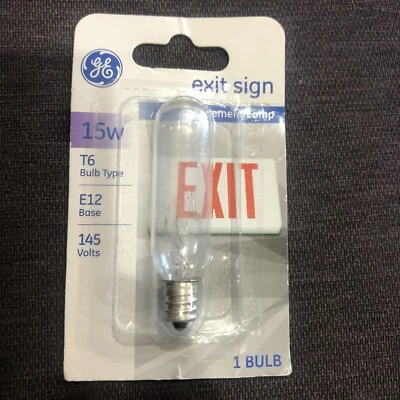 GE
exit sign
15w
T6
Bulb Type
EXIT
E12
Base
145
Volts
1 BULB